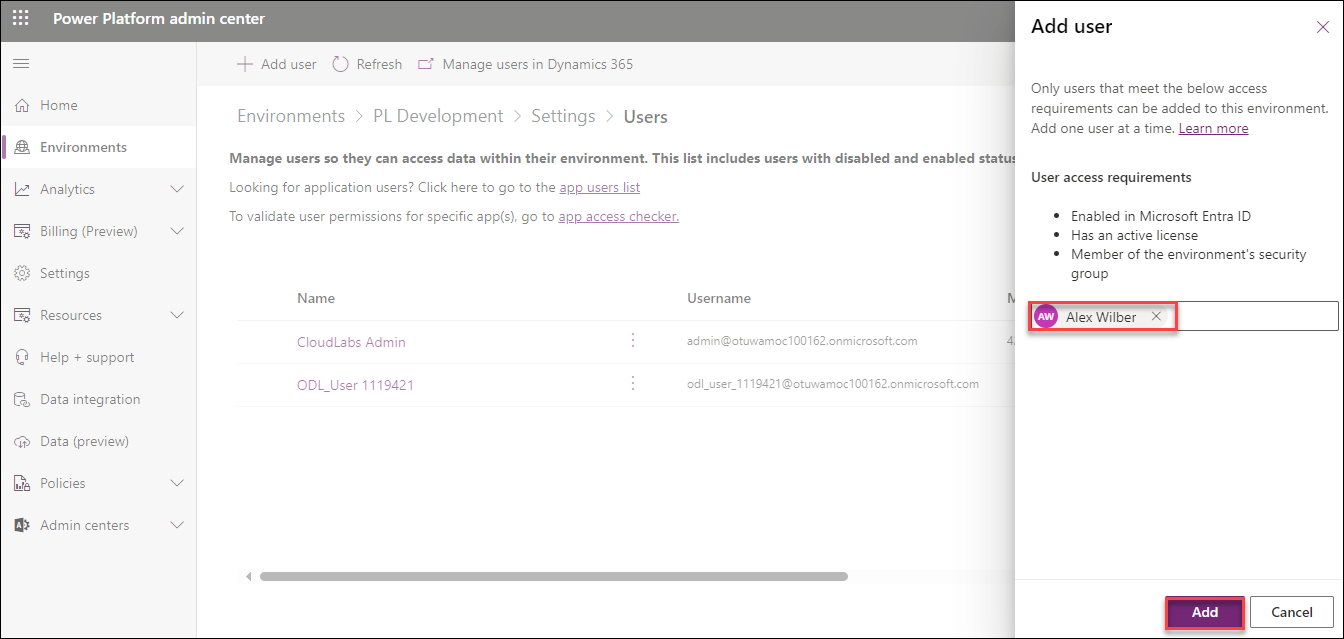 Power Platform admin center
Add user
Refresh
Manage users in Dynamics 365
Home
Environments
Analytics
Billing (Preview)
Settings
Resources
Help + support
Data integration
Data (preview)
Policies
Admin centers
Environments > PL Development > Settings > Users
Manage users so they can access data within their environment. This list includes users with disabled and enabled status
Looking for application users? Click here to go to the app users list
To validate user permissions for specific app(s), go to app access checker.
Name
Username
CloudLabs Admin
admin@otuwamoc100162.onmicrosoft.com
ODL_User 1119421
odl_user_1119421@otuwamoc100162.onmicrosoft.com
Add user
Only users that meet the below access
requirements can be added to this environment.
Add one user at a time. Learn more
User access requirements
• Enabled in Microsoft Entra ID
• Has an active license
• Member of the environment's security
group
AW Alex Wilber
Add
Cancel